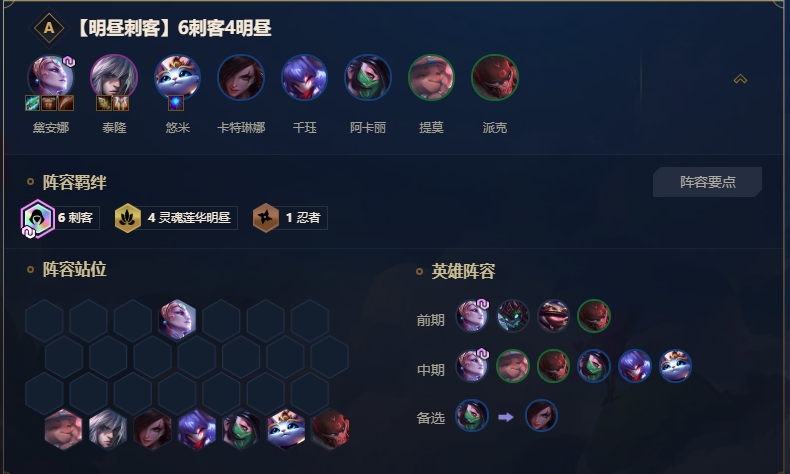 A 【明昼刺客】6刺客4明昼
黛安娜 泰隆 悠米 卡特琳娜 千珏 阿卡丽 提莫 派克
阵容羁绊 阵容要点
6 刺客 4 灵魂莲华明昼 1 忍者
阵容站位 英雄阵容
前期
中期
备选